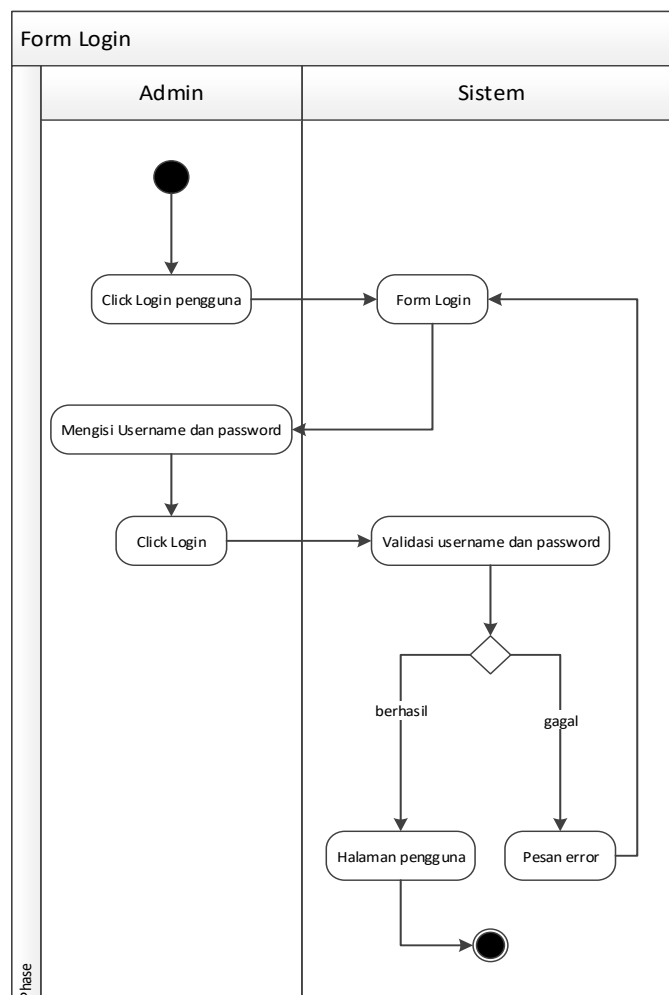 Form Login
Admin
Sistem
Click Login pengguna
Form Login
Mengisi Username dan password
Click Login
Validasi username dan password
berhasil
gagal
Halaman pengguna
Pesan error
Phase